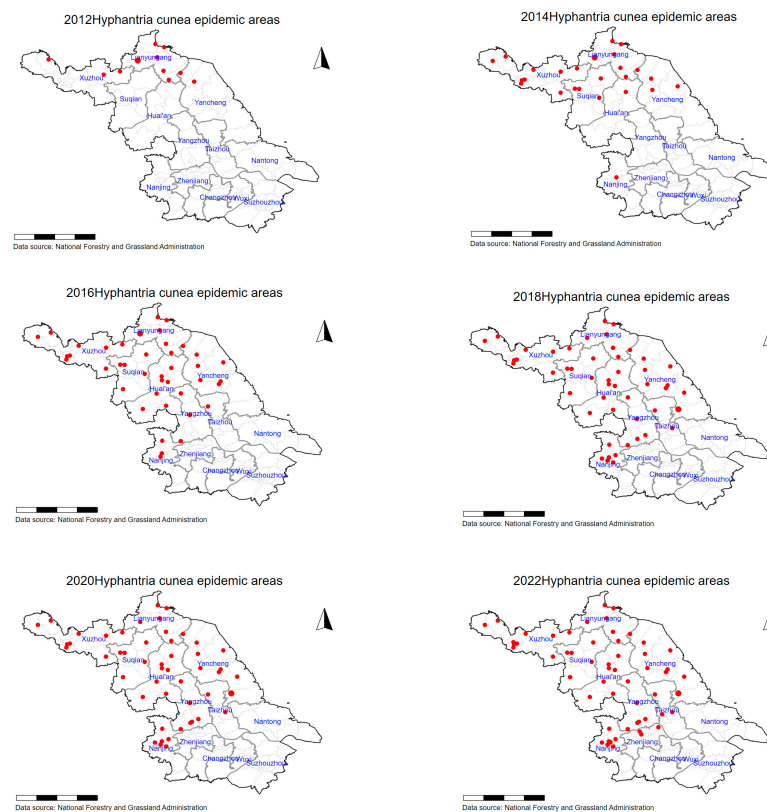 2012Hyphantria cunea epidemic areas
Lianyungang
Xuzhou
Suqian
Yancheng
Huai'an
Yangzhou
Taizhou
Nantong
Zhenjiang
Nanjing
Changzhou
Wuxi
Suzhouzhou
Data source: National Forestry and Grassland Administration
2014Hyphantria cunea epidemic areas
Lianyungang
Xuzhou
Suqian
Yancheng
Huai'an
Yangzhou
Taizhou
Nantong
Zhenjiang
Nanjing
Changzhou
Wuxi
Suzhouzhou
Data source: National Forestry and Grassland Administration
2016Hyphantria cunea epidemic areas
Lianyungang
Xuzhou
Suqian
Yancheng
Huai'an
Yangzhou
Taizhou
Nantong
Zhenjiang
Nanjing
Changzhou
Wuxi
Suzhouzhou
Data source: National Forestry and Grassland Administration
2018Hyphantria cunea epidemic areas
Lianyungang
Xuzhou
Suqian
Yancheng
Huai'an
Yangzhou
Taizhou
Nantong
Zhenjiang
Nanjing
Changzhou
Wuxi
Suzhouzhou
Data source: National Forestry and Grassland Administration
2020Hyphantria cunea epidemic areas
Lianyungang
Xuzhou
Suqian
Yancheng
Huai'an
Yangzhou
Taizhou
Nantong
Zhenjiang
Nanjing
Changzhou
Wuxi
Suzhouzhou
Data source: National Forestry and Grassland Administration
2022Hyphantria cunea epidemic areas
Lianyungang
Xuzhou
Suqian
Yancheng
Huai'an
Yangzhou
Taizhou
Nantong
Zhenjiang
Nanjing
Changzhou
Wuxi
Suzhouzhou
Data source: National Forestry and Grassland Administration